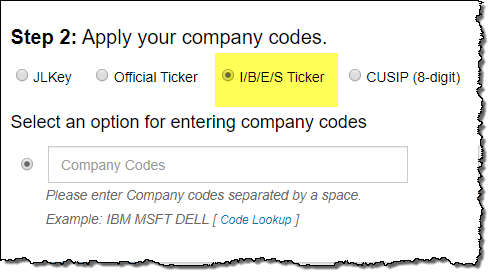 Step 2: Apply your company codes.
JLKey Official Ticker I/B/E/S Ticker CUSIP (8-digit)
Select an option for entering company codes
Company Codes
Please enter Company codes separated by a space.
Example: IBM MSFT DELL [ Code Lookup ]